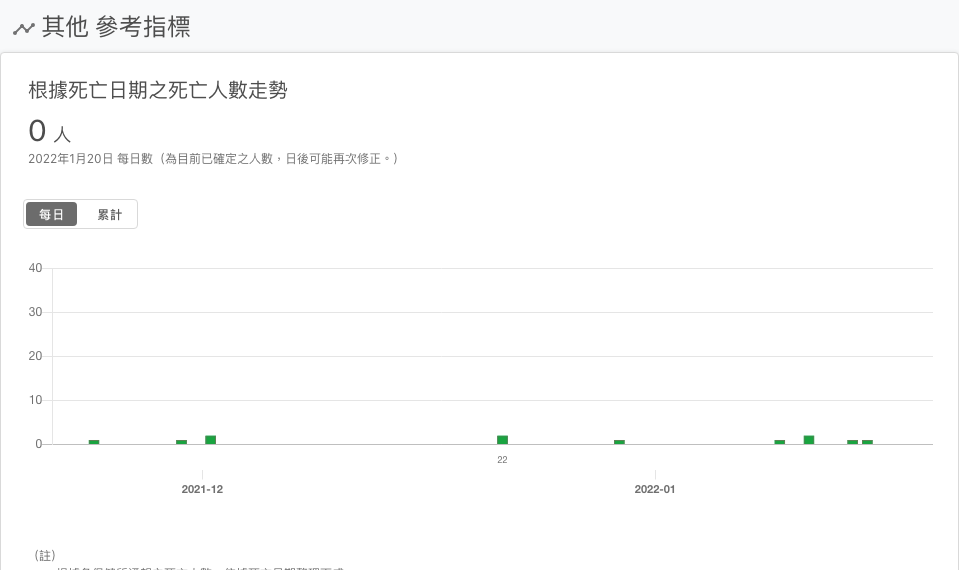 其他 參考指標
根據死亡日期之死亡人數走勢
0 人
2022年1月20日 每日數（為目前已確定之人數，日後可能再次修正。）
每日 累計
40
30
20
10
0
22
2021-12 2022-01
（註）